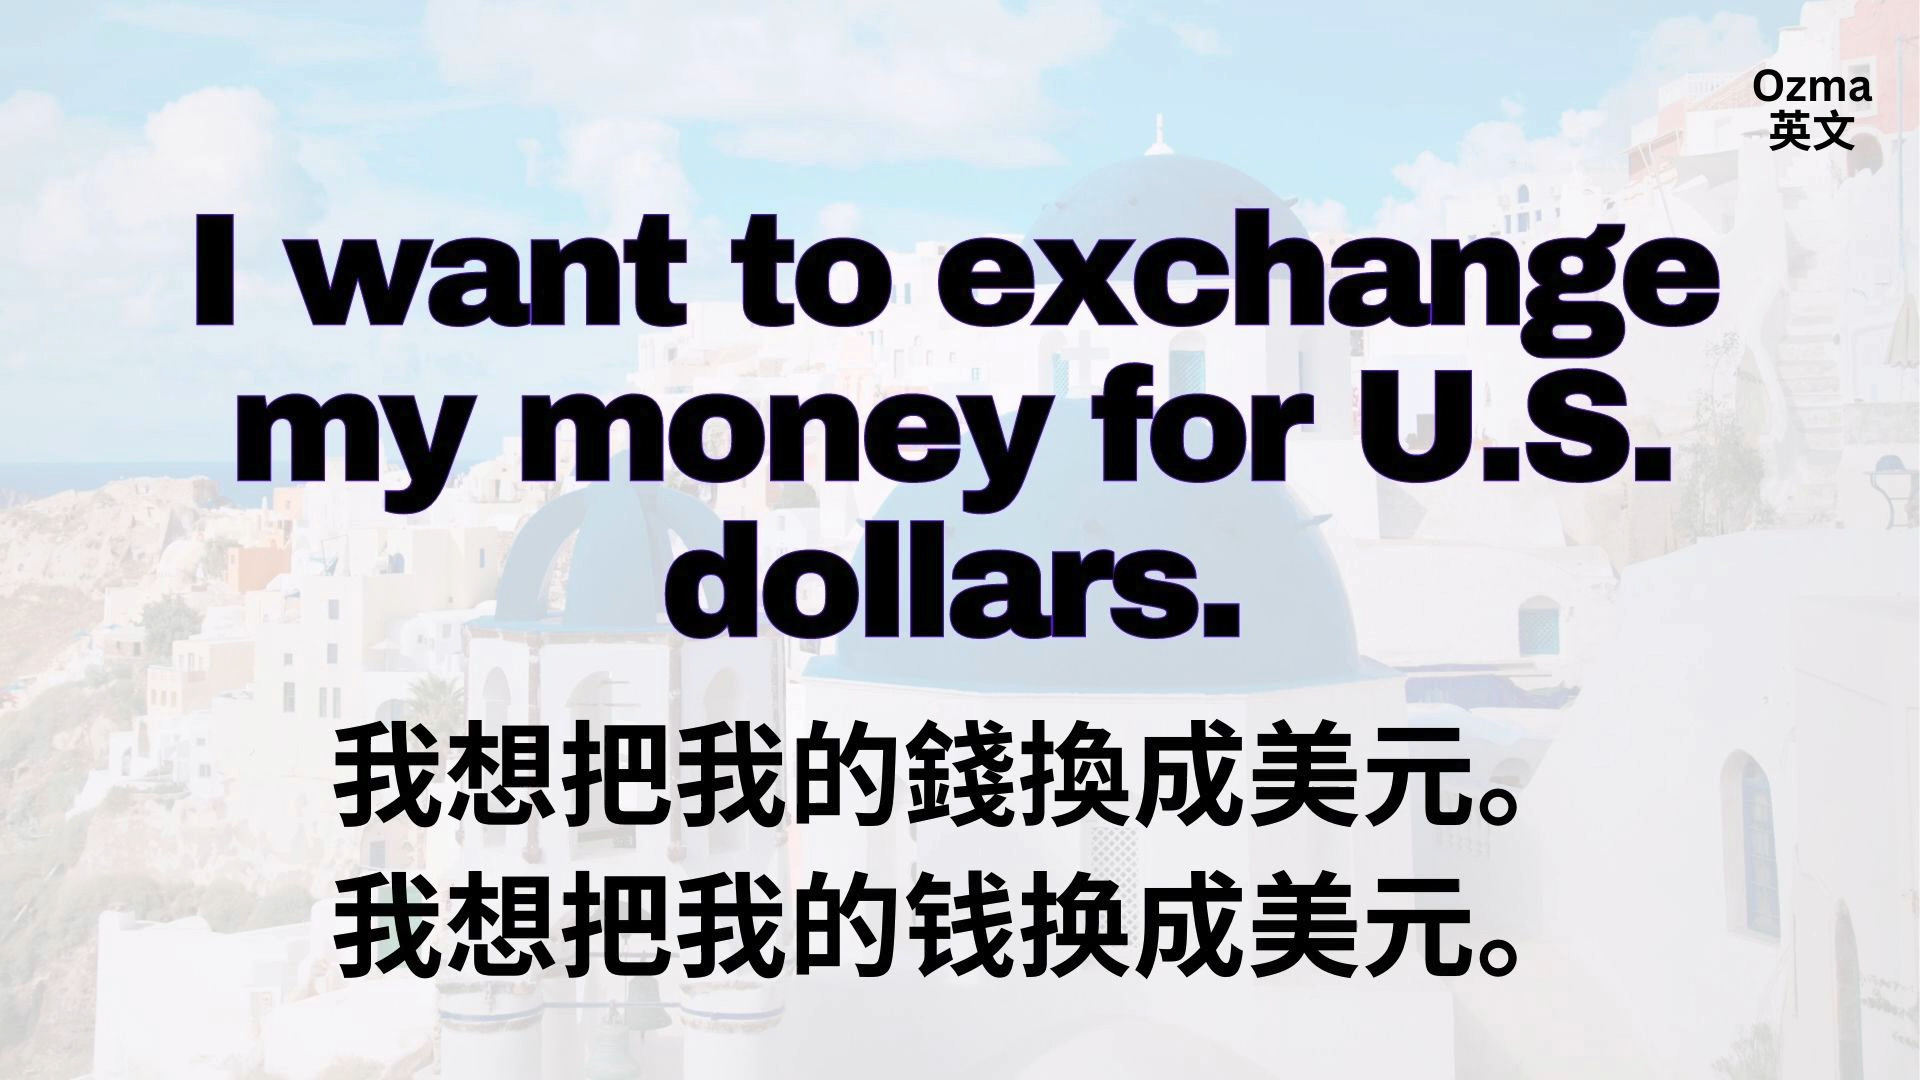 Ozma
英文
I want to exchange
my money for U.S.
dollars.
我想把我的錢換成美元。
我想把我的钱换成美元。